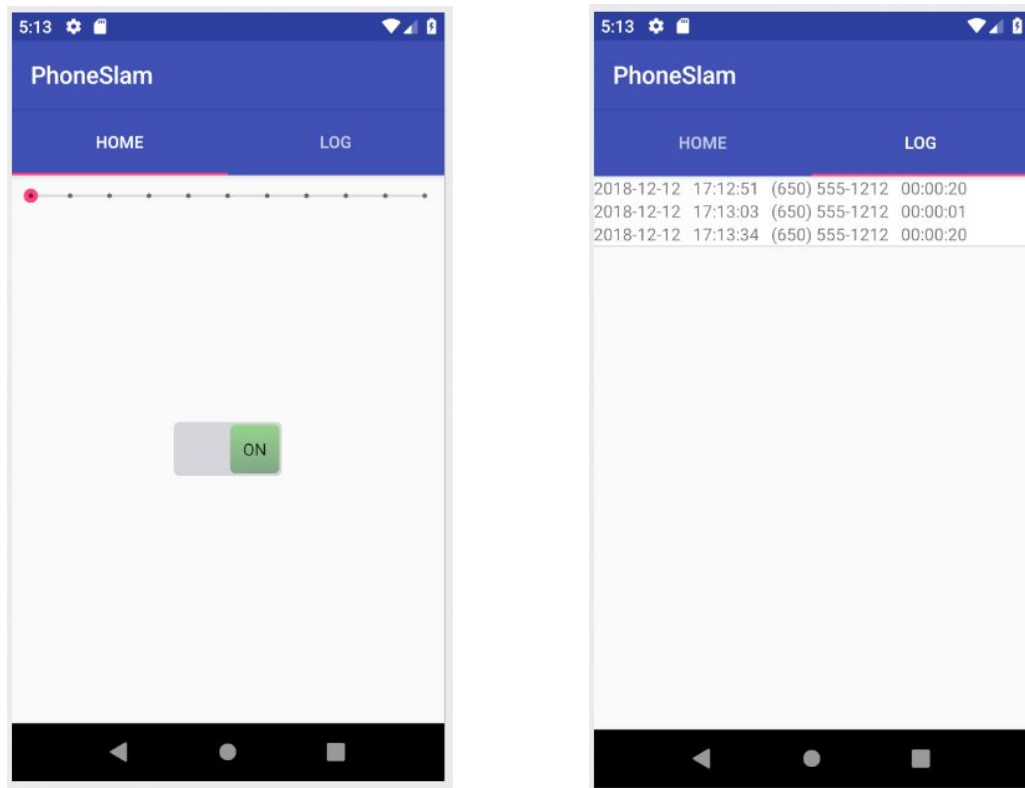 5:13
PhoneSlam
HOME LOG
ON
5:13
PhoneSlam
HOME LOG
2018-12-12 17:12:51 (650) 555-1212 00:00:20
2018-12-12 17:13:03 (650) 555-1212 00:00:01
2018-12-12 17:13:34 (650) 555-1212 00:00:20